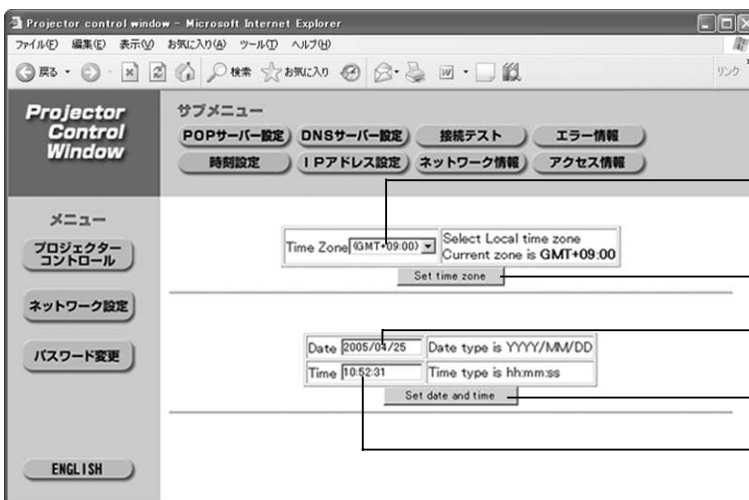 Projector control window - Microsoft Internet Explorer
ファイル(F) 編集(E) 表示(V) お気に入り(A) ツール(T) ヘルプ(H)
戻る 検索 お気に入り リンク
Projector
Control
Window
サブメニュー
POPサーバー設定 DNSサーバー設定 接続テスト エラー情報
時刻設定 IPアドレス設定 ネットワーク情報 アクセス情報
メニュー
プロジェクター
コントロール
ネットワーク設定
パスワード変更
ENGLISH
Time Zone (GMT+09:00) Select Local time zone
Current zone is GMT+09:00
Set time zone
Date 2005/04/25 Date type is YYYY/MM/DD
Time 10:52:31 Time type is hh:mm:ss
Set date and time